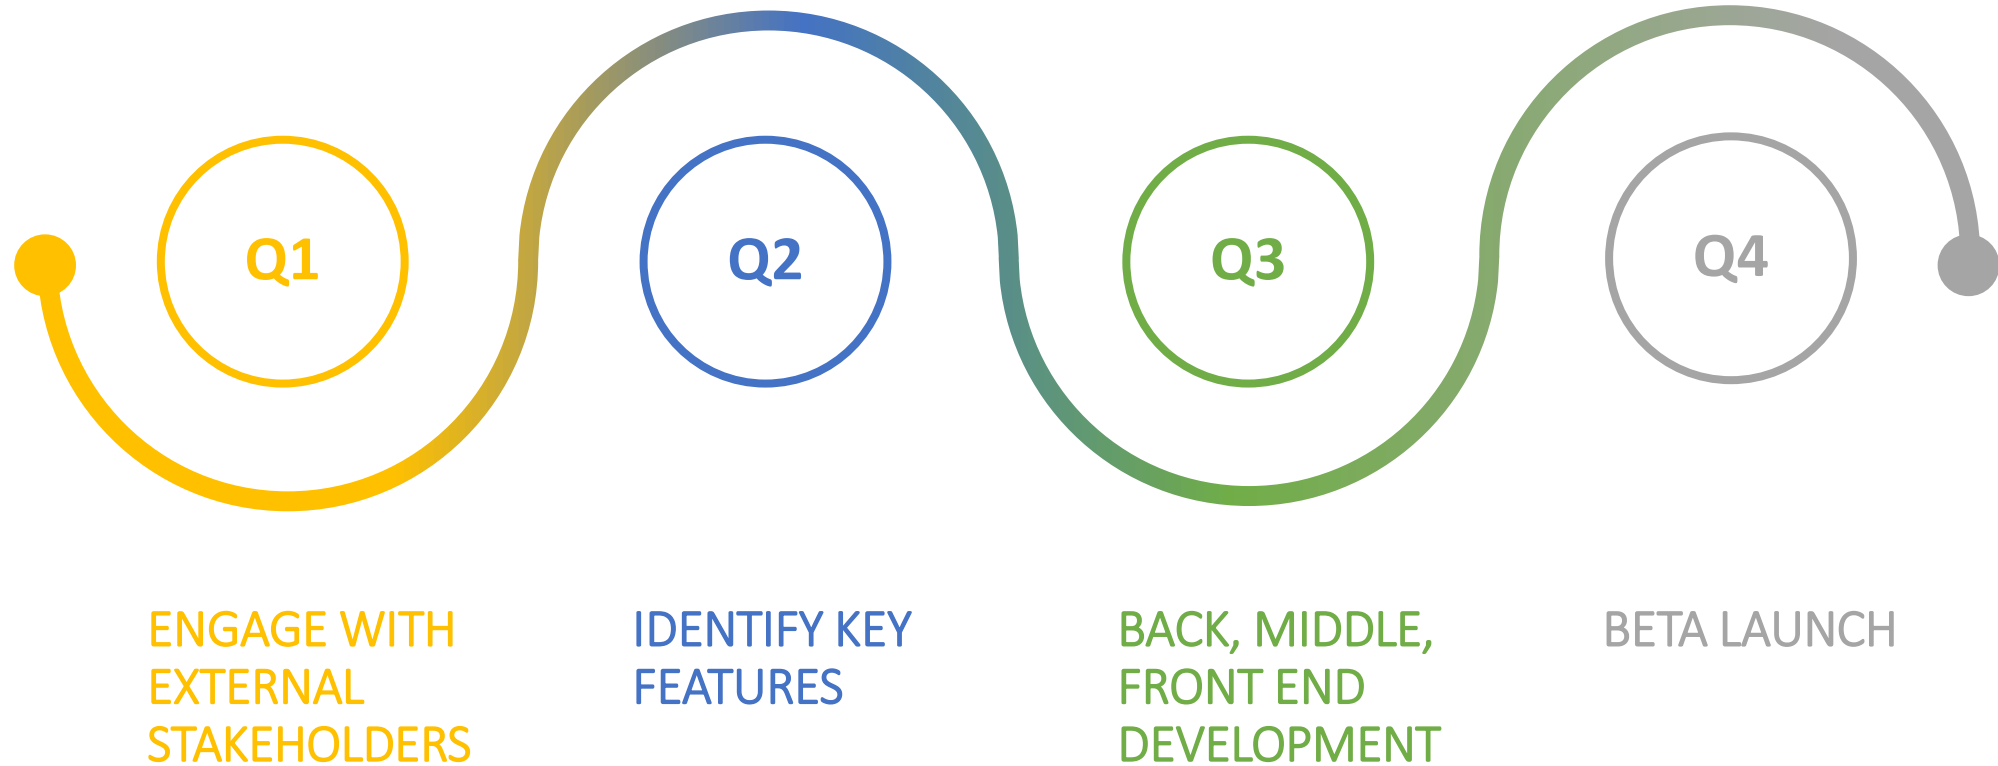 Q1
Q2
Q3
Q4
ENGAGE WITH
EXTERNAL
STAKEHOLDERS
IDENTIFY KEY
FEATURES
BACK, MIDDLE,
FRONT END
DEVELOPMENT
BETA LAUNCH